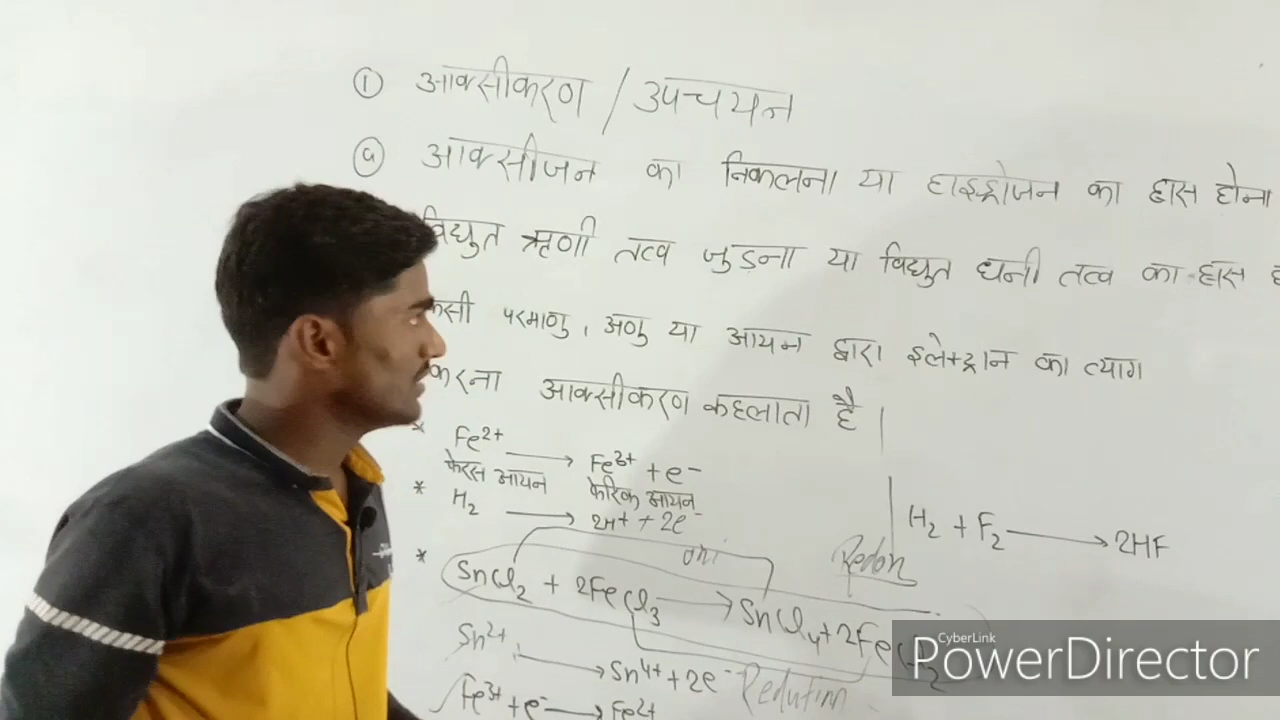 ① आक्सीकरण / उपचयन
ⓐ आक्सीजन का निकलना या हाइड्रोजन का ह्रास होना
विद्युत ऋणी तत्व जुड़ना या विद्युत धनी तत्व का ह्रास
परमाणु, अणु या आयन द्वारा इलेक्ट्रान का त्याग
करना आक्सीकरण कहलाता है |
* Fe²⁺ ⟶ Fe³⁺ + e⁻
फेरस आयन फेरिक आयन
* H₂ ⟶ 2H⁺ + 2e
H₂ + F₂ ⟶ 2HF
* SnCl₂ + 2FeCl₃ ⟶ SnCl₄ + 2FeCl₂
Sn²⁺ ⟶ Sn⁴⁺ + 2e⁻
Redution
Fe³⁺ + e⁻ ⟶ Fe²⁺
CyberLink
PowerDirector